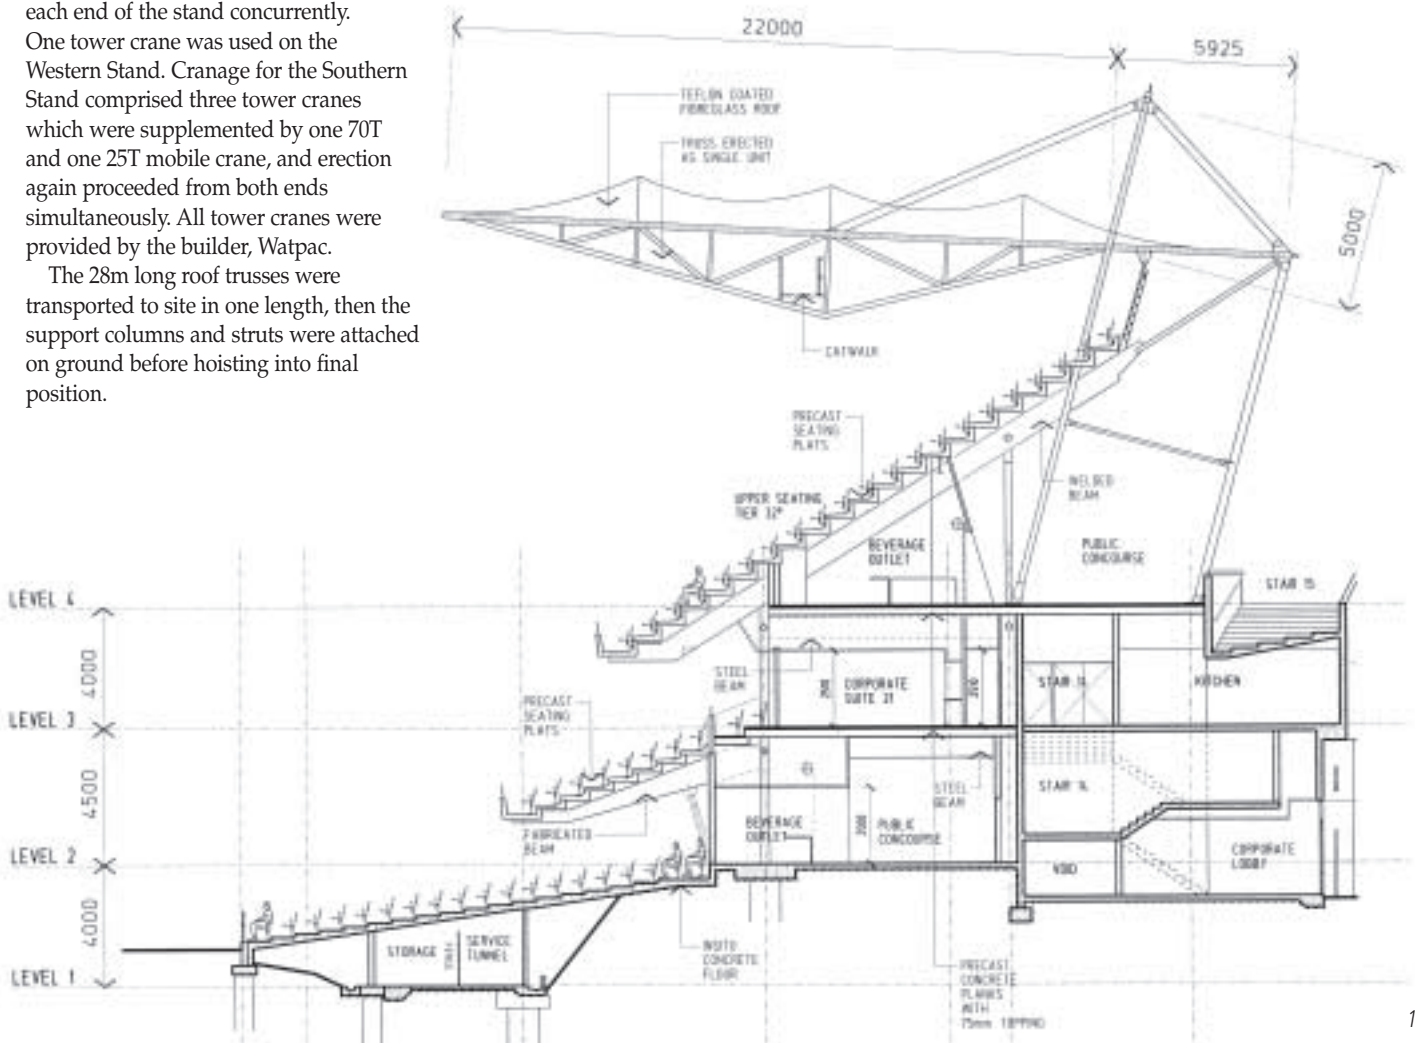 each end of the stand concurrently.
One tower crane was used on the
Western Stand. Cranage for the Southern
Stand comprised three tower cranes
which were supplemented by one 70T
and one 25T mobile crane, and erection
again proceeded from both ends
simultaneously. All tower cranes were
provided by the builder, Watpac.
The 28m long roof trusses were
transported to site in one length, then the
support columns and struts were attached
on ground before hoisting into final
position.
22000
5925
TEFLON COATED
FIBREGLASS ROOF
TRUSS ERECTED
AS SINGLE UNIT
5000
CATWALK
PRECAST
SEATING
PLATS
WELDED
BEAM
UPPER SEATING
TIER
BEVERAGE
OUTLET
PUBLIC
CONCOURSE
STAIR 15
LEVEL 4
4000
STEEL
BEAM
CORPORATE
SUITE 21
STAIR
KITCHEN
PRECAST
SEATING
PLATS
LEVEL 3
4500
STEEL
BEAM
STAIR 14
FABRICATED
BEAM
BEVERAGE
OUTLET
PUBLIC
CONCOURSE
LEVEL 2
VOID
CORPORATE
LOBBY
4000
STORAGE
SERVICE
TUNNEL
INSITU
CONCRETE
FLOOR
PRECAST
CONCRETE
PLANKS
WITH
75mm TOPPING
LEVEL 1
1